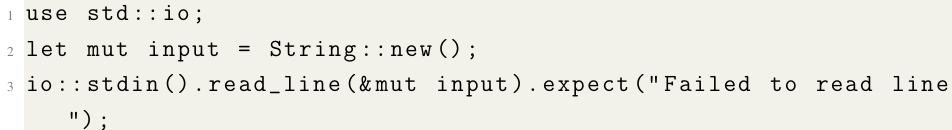 1 use std::io;
2 let mut input = String::new();
3 io::stdin().read_line(&mut input).expect("Failed to read line
");